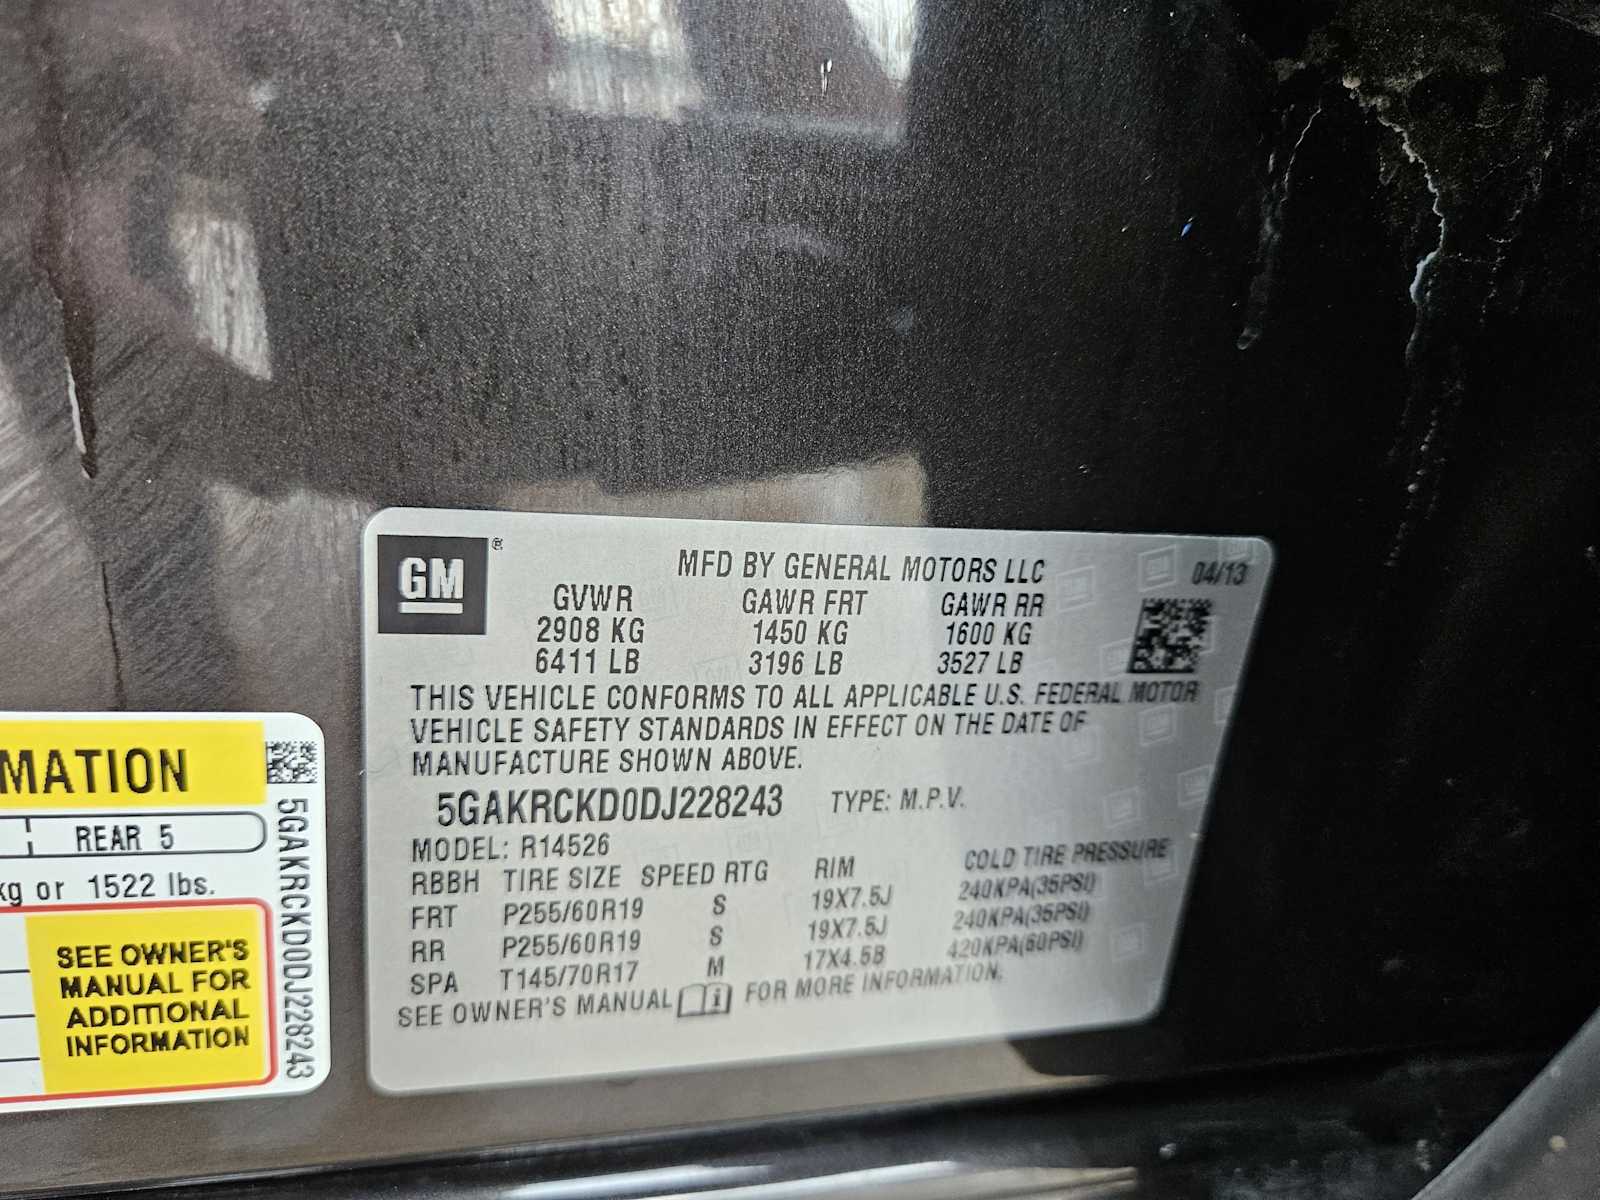 GM ®
MFD BY GENERAL MOTORS LLC 04/13
GVWR GAWR FRT GAWR RR
2908 KG 1450 KG 1600 KG
6411 LB 3196 LB 3527 LB
THIS VEHICLE CONFORMS TO ALL APPLICABLE U.S. FEDERAL MOTOR
VEHICLE SAFETY STANDARDS IN EFFECT ON THE DATE OF
MANUFACTURE SHOWN ABOVE.
5GAKRCKD0DJ228243 TYPE: M.P.V.
MODEL: R14526
RBBH TIRE SIZE SPEED RTG RIM COLD TIRE PRESSURE
FRT P255/60R19 S 19X7.5J 240KPA(35PSI)
RR P255/60R19 S 19X7.5J 240KPA(35PSI)
SPA T145/70R17 M 17X4.5B 420KPA(60PSI)
SEE OWNER'S MANUAL i FOR MORE INFORMATION.
MATION
REAR 5
kg or 1522 lbs.
SEE OWNER'S
MANUAL FOR
ADDITIONAL
INFORMATION
5GAKRCKD0DJ228243